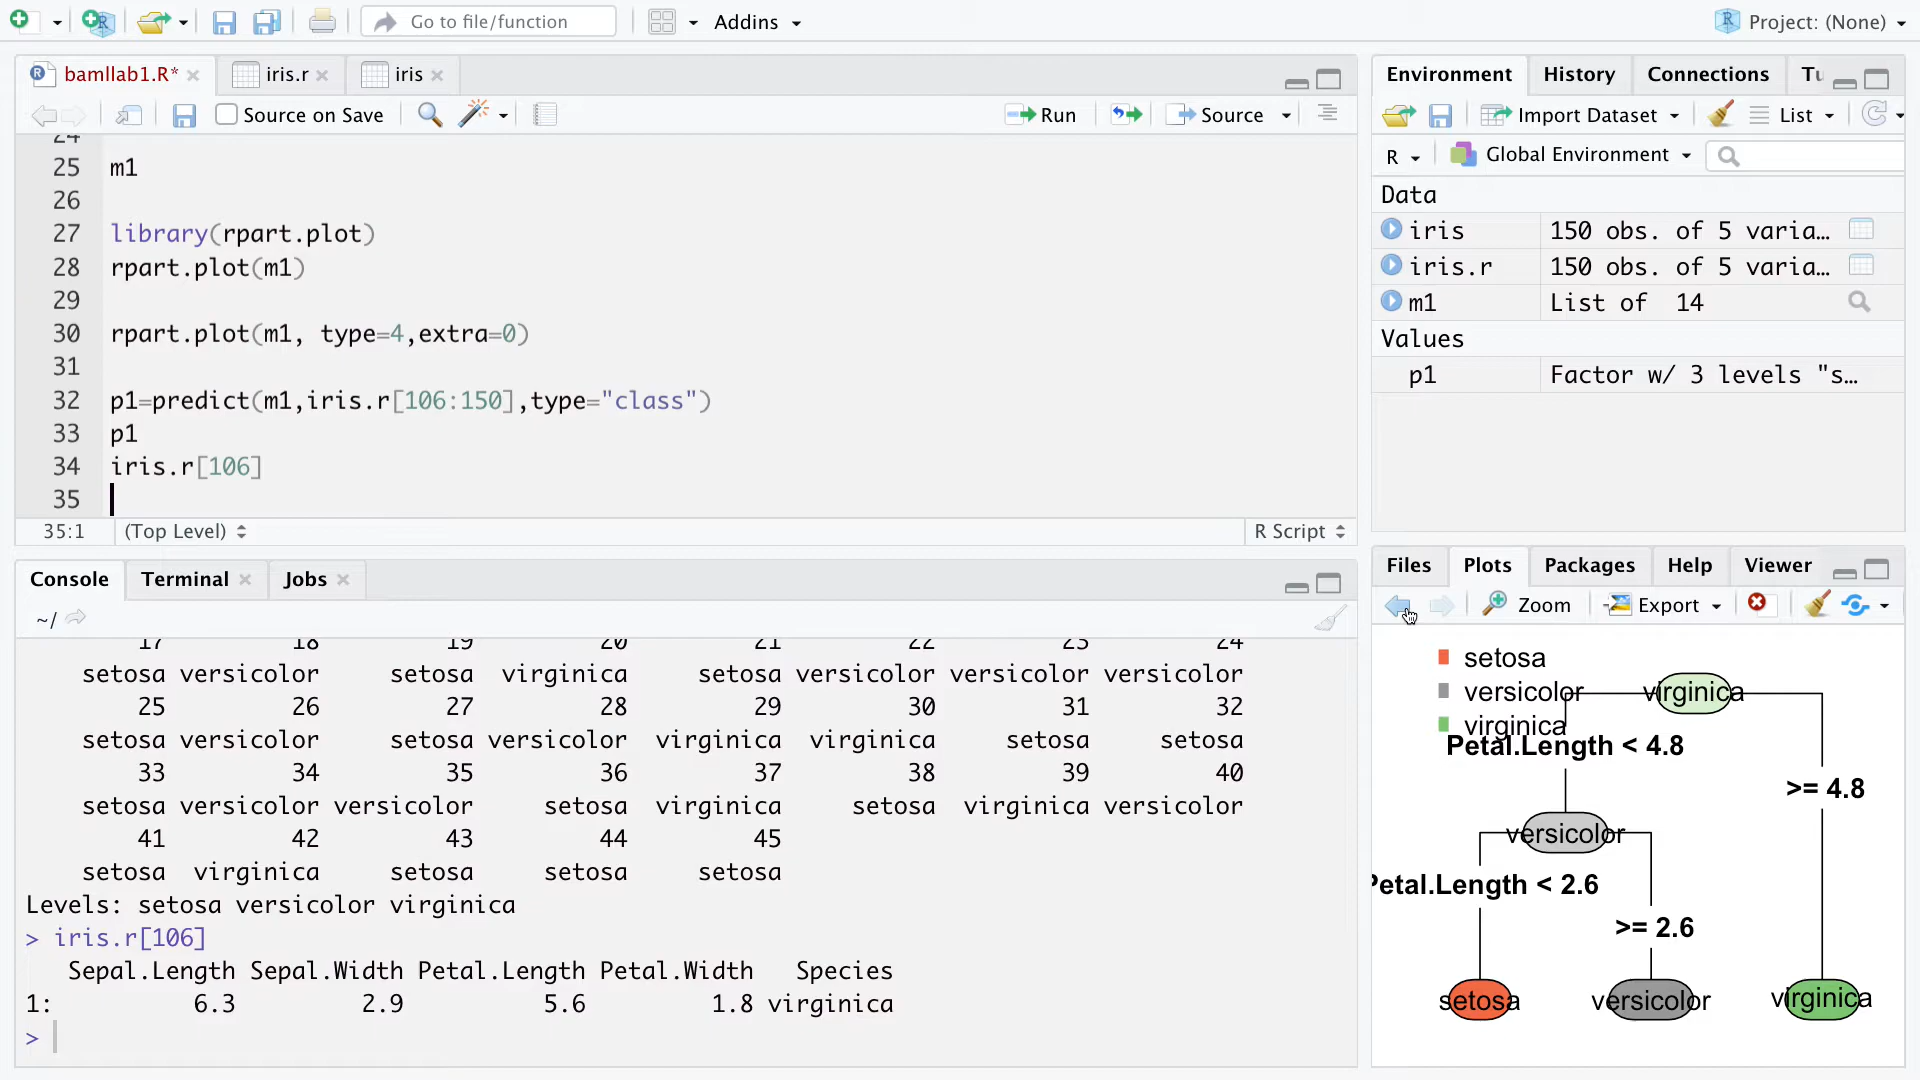 Go to file/function
Addins
Project: (None)
bamllab1.R*
iris.r
iris
Source on Save
Run
Source
24
25 m1
26
27 library(rpart.plot)
28 rpart.plot(m1)
29
30 rpart.plot(m1, type=4,extra=0)
31
32 p1=predict(m1,iris.r[106:150],type="class")
33 p1
34 iris.r[106]
35
35:1 (Top Level) R Script
Console Terminal Jobs
~/
17 18 19 20 21 22 23 24
setosa versicolor setosa virginica setosa versicolor versicolor versicolor
25 26 27 28 29 30 31 32
setosa versicolor setosa versicolor virginica virginica setosa setosa
33 34 35 36 37 38 39 40
setosa versicolor versicolor setosa virginica setosa virginica versicolor
41 42 43 44 45
setosa virginica setosa setosa setosa
Levels: setosa versicolor virginica
> iris.r[106]
Sepal.Length Sepal.Width Petal.Length Petal.Width Species
1: 6.3 2.9 5.6 1.8 virginica
>
Environment History Connections Tu
Import Dataset List
R Global Environment
Data
iris 150 obs. of 5 varia…
iris.r 150 obs. of 5 varia…
m1 List of 14
Values
p1 Factor w/ 3 levels "s…
Files Plots Packages Help Viewer
Zoom Export
setosa
versicolor
virginica
virginica
Petal.Length < 4.8
>= 4.8
versicolor
Petal.Length < 2.6
>= 2.6
setosa
versicolor
virginica